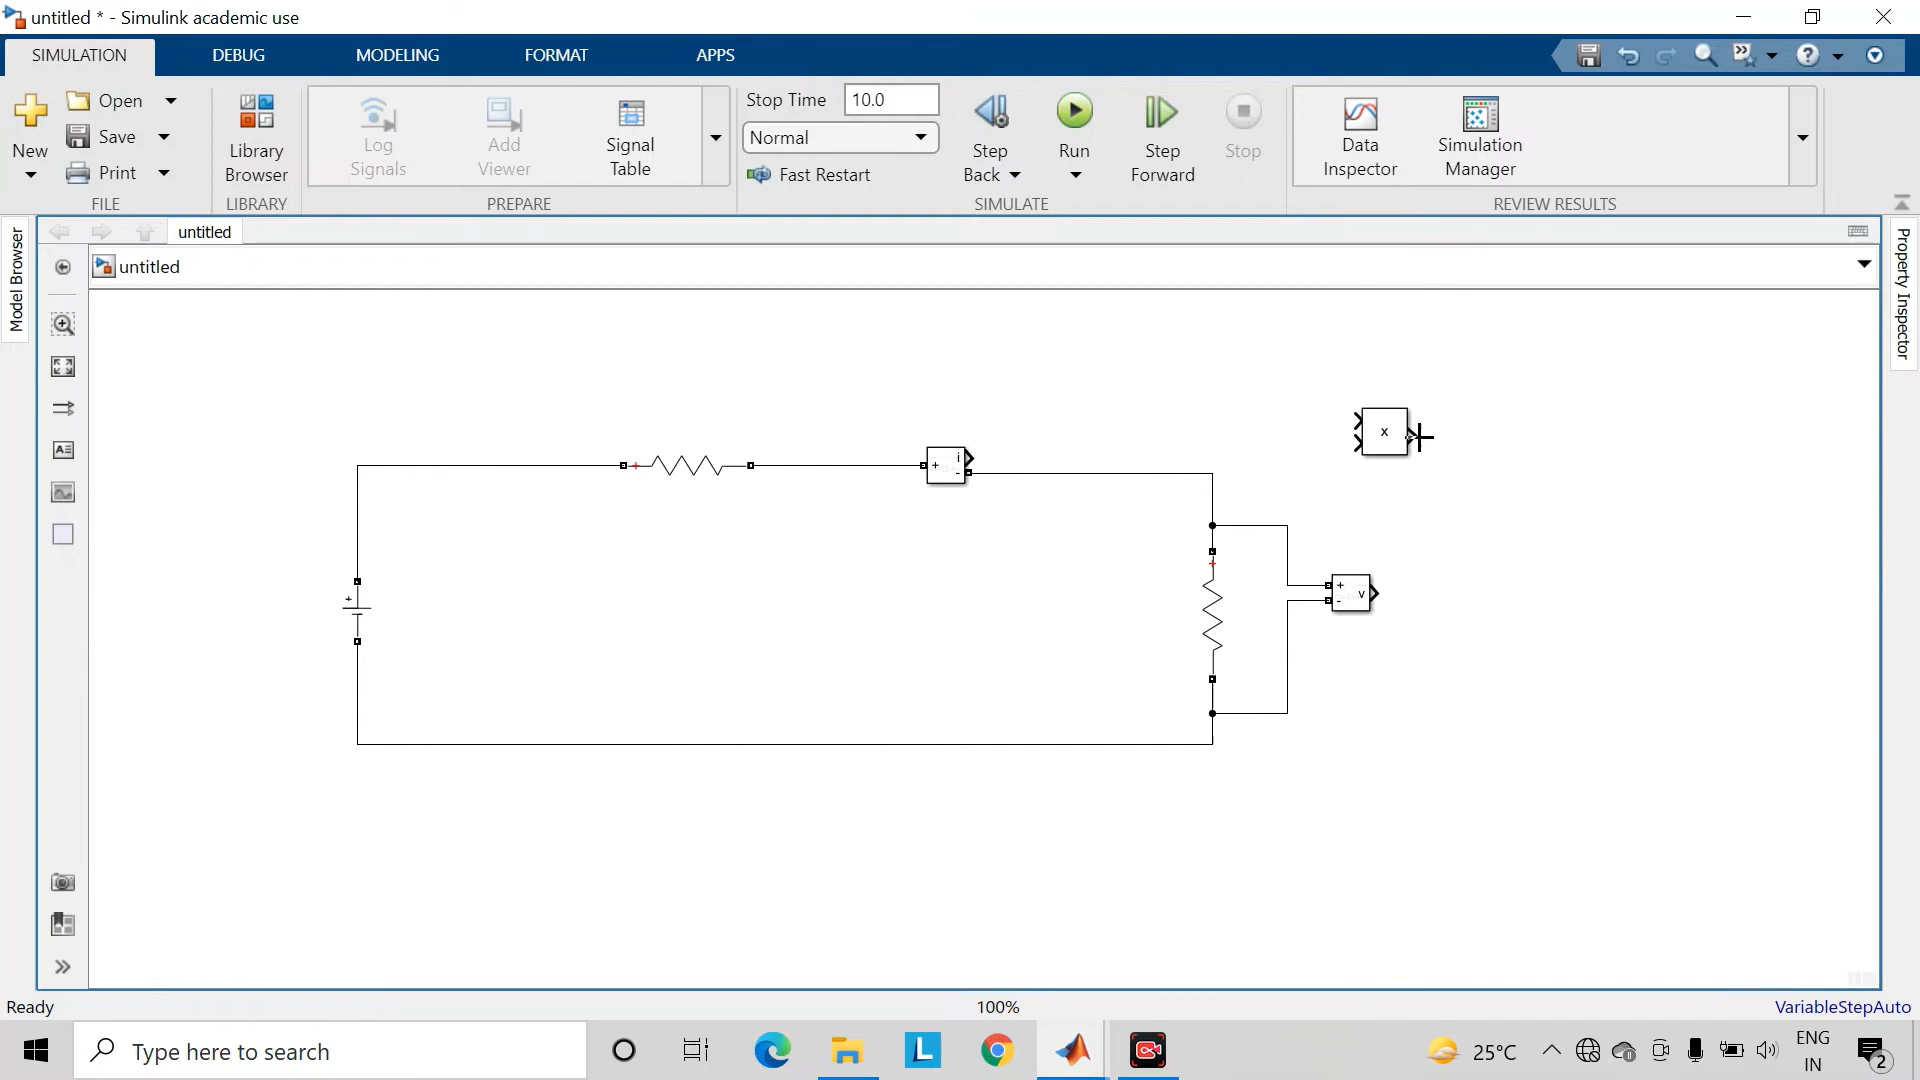 untitled * - Simulink academic use
SIMULATION DEBUG MODELING FORMAT APPS
New
Open
Save
Print
FILE
Library Browser
LIBRARY
Log Signals
Add Viewer
Signal Table
PREPARE
Stop Time 10.0
Normal
Fast Restart
Step Back
Run
Step Forward
Stop
SIMULATE
Data Inspector
Simulation Manager
REVIEW RESULTS
Model Browser
untitled
untitled
Property Inspector
x
+ i
-
+
+ v
-
+
Ready 100% VariableStepAuto
Type here to search
L
25°C
ENG
IN
2